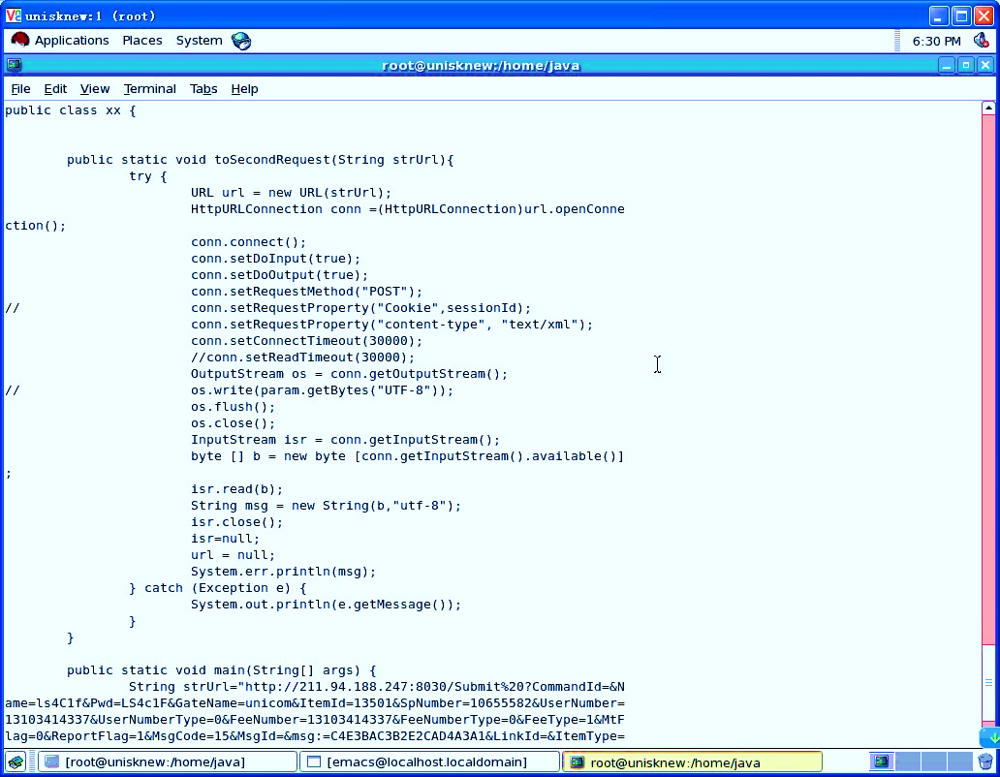 unisknew:1 (root)
Applications Places System 6:30 PM
root@unisknew:/home/java
File Edit View Terminal Tabs Help
public class xx {
public static void toSecondRequest(String strUrl){
try {
URL url = new URL(strUrl);
HttpURLConnection conn =(HttpURLConnection)url.openConne
ction();
conn.connect();
conn.setDoInput(true);
conn.setDoOutput(true);
conn.setRequestMethod("POST");
// conn.setRequestProperty("Cookie",sessionId);
conn.setRequestProperty("content-type", "text/xml");
conn.setConnectTimeout(30000);
//conn.setReadTimeout(30000);
OutputStream os = conn.getOutputStream();
// os.write(param.getBytes("UTF-8"));
os.flush();
os.close();
InputStream isr = conn.getInputStream();
byte [] b = new byte [conn.getInputStream().available()]
;
isr.read(b);
String msg = new String(b,"utf-8");
isr.close();
isr=null;
url = null;
System.err.println(msg);
} catch (Exception e) {
System.out.println(e.getMessage());
}
}
public static void main(String[] args) {
String strUrl="http://211.94.188.247:8030/Submit%20?CommandId=&N
ame=ls4C1f&Pwd=LS4c1F&GateName=unicom&ItemId=13501&SpNumber=10655582&UserNumber=
13103414337&UserNumberType=0&FeeNumber=13103414337&FeeNumberType=0&FeeType=1&MtF
lag=0&ReportFlag=1&MsgCode=15&MsgId=&msg:=C4E3BAC3B2E2CAD4A3A1&LinkId=&ItemType=
[root@unisknew:/home/java] [emacs@localhost.localdomain] root@unisknew:/home/java